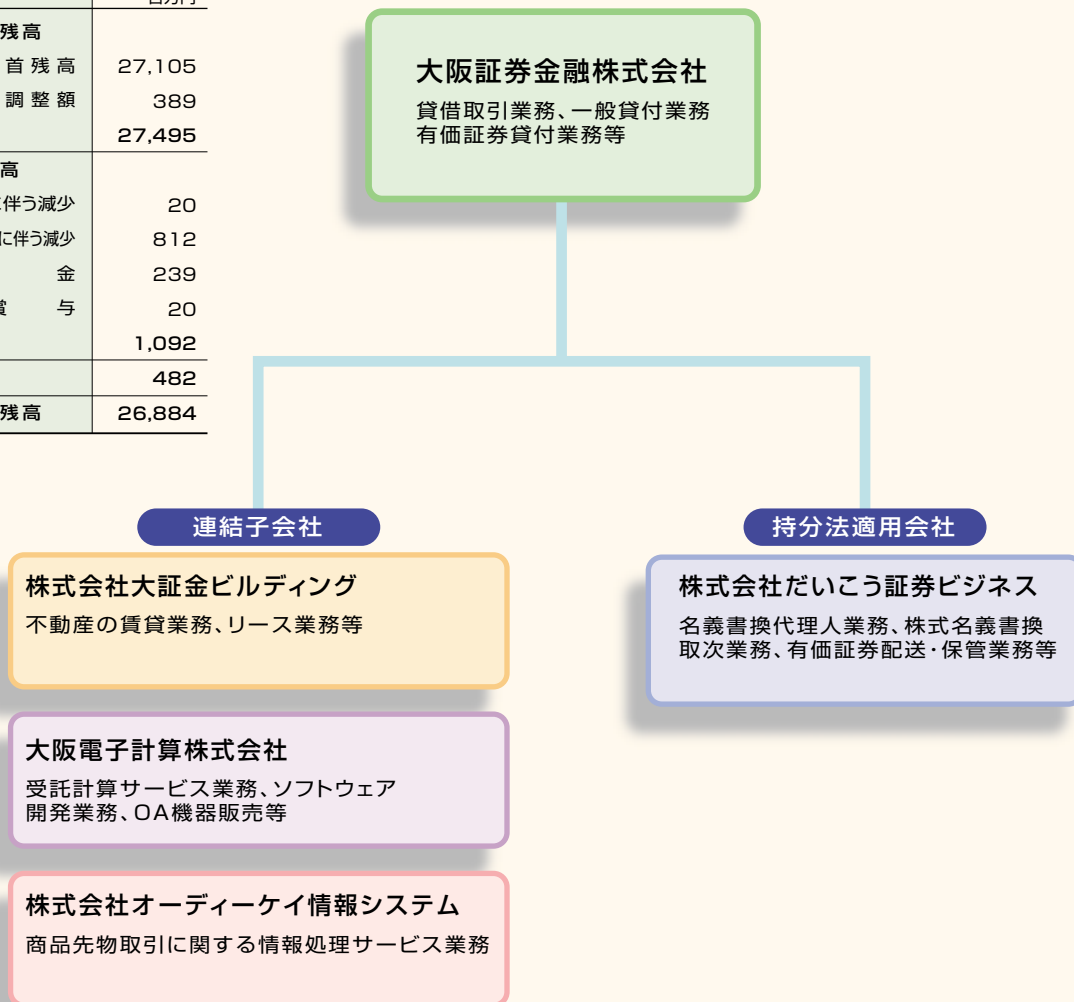 残高
首残高 27,105
調整額 389
27,495
高
伴う減少 20
に伴う減少 812
金 239
与 20
1,092
482
残高 26,884
大阪証券金融株式会社
貸借取引業務、一般貸付業務
有価証券貸付業務等
連結子会社
株式会社大証金ビルディング
不動産の賃貸業務、リース業務等
大阪電子計算株式会社
受託計算サービス業務、ソフトウェア
開発業務、OA機器販売等
株式会社オーディーケイ情報システム
商品先物取引に関する情報処理サービス業務
持分法適用会社
株式会社だいこう証券ビジネス
名義書換代理人業務、株式名義書換
取次業務、有価証券配送・保管業務等